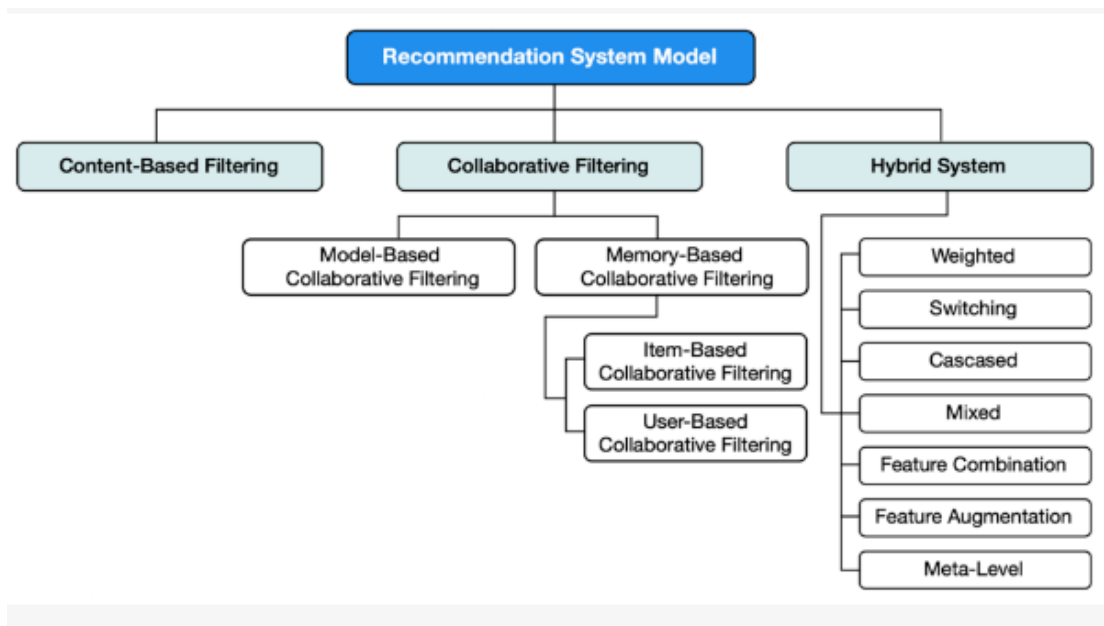 Recommendation System Model
Content-Based Filtering
Collaborative Filtering
Hybrid System
Model-Based
Collaborative Filtering
Memory-Based
Collaborative Filtering
Item-Based
Collaborative Filtering
User-Based
Collaborative Filtering
Weighted
Switching
Cascased
Mixed
Feature Combination
Feature Augmentation
Meta-Level